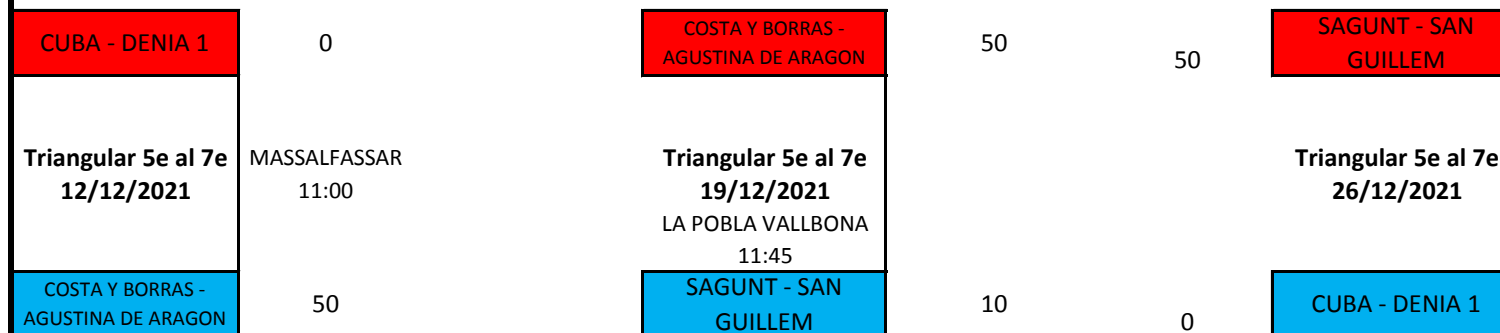 CUBA - DENIA 1
0
COSTA Y BORRAS -
AGUSTINA DE ARAGON
50
50
SAGUNT - SAN
GUILLEM
Triangular 5e al 7e
12/12/2021
MASSALFASSAR
11:00
Triangular 5e al 7e
19/12/2021
LA POBLA VALLBONA
11:45
Triangular 5e al 7e
26/12/2021
COSTA Y BORRAS -
AGUSTINA DE ARAGON
50
SAGUNT - SAN
GUILLEM
10
0
CUBA - DENIA 1